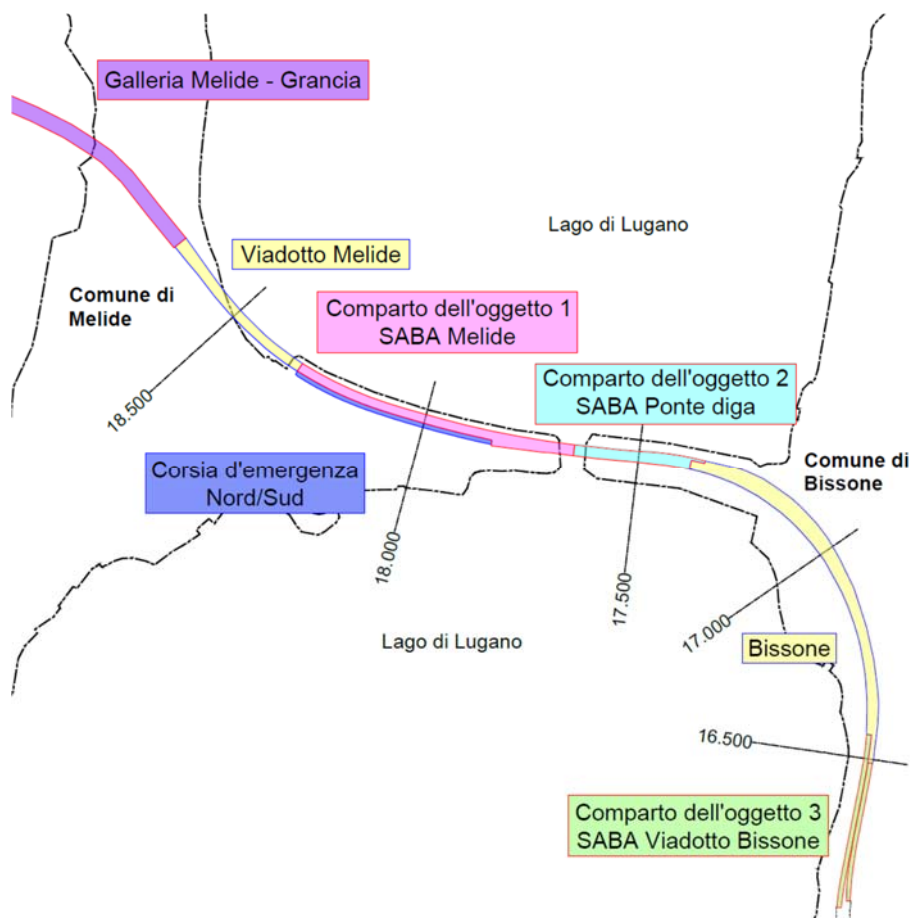 Galleria Melide - Grancia
Lago di Lugano
Viadotto Melide
Comune di
Melide
Comparto dell'oggetto 1
SABA Melide
18.500
Comparto dell'oggetto 2
SABA Ponte diga
Comune di
Bissone
Corsia d'emergenza
Nord/Sud
18.000
17.500
17.000
Lago di Lugano
Bissone
16.500
Comparto dell'oggetto 3
SABA Viadotto Bissone